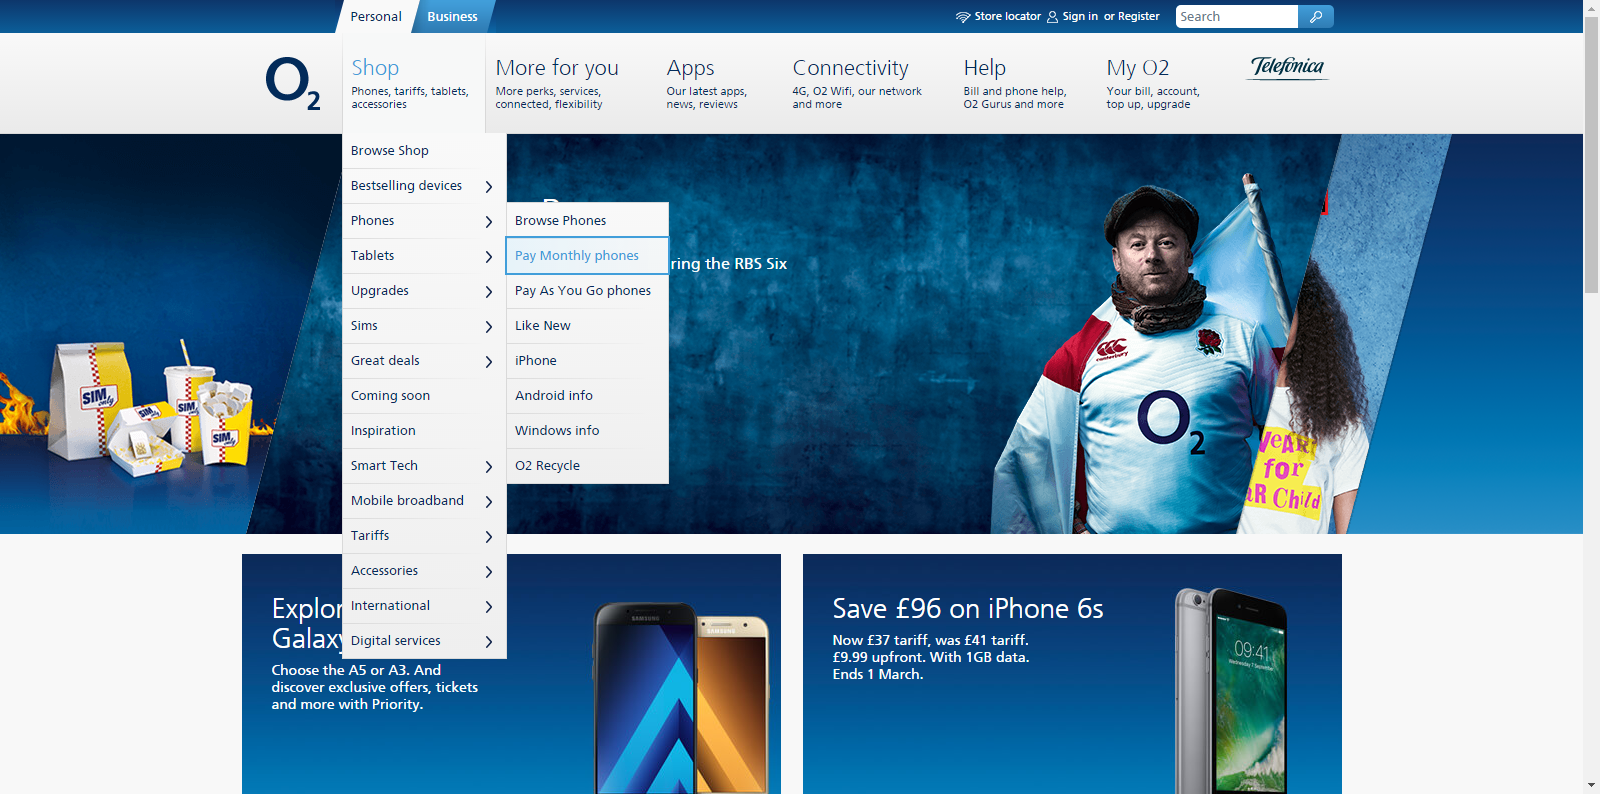 Personal
Business
Store locator
Sign in or Register
Search
O2
Shop
Phones, tariffs, tablets,
accessories
More for you
More perks, services,
connected, flexibility
Apps
Our latest apps,
news, reviews
Connectivity
4G, O2 Wifi, our network
and more
Help
Bill and phone help,
O2 Gurus and more
My O2
Your bill, account,
top up, upgrade
Telefónica
Browse Shop
Bestselling devices
Phones
Tablets
Upgrades
Sims
Great deals
Coming soon
Inspiration
Smart Tech
Mobile broadband
Tariffs
Accessories
International
Digital services
Browse Phones
Pay Monthly phones
Pay As You Go phones
Like New
iPhone
Android info
Windows info
O2 Recycle
ring the RBS Six
SIM only
SIM only
SIM only
SIM only
canterbury
O2
for
Child
Explor
Galaxy
Choose the A5 or A3. And
discover exclusive offers, tickets
and more with Priority.
SAMSUNG
SAMSUNG
Save £96 on iPhone 6s
Now £37 tariff, was £41 tariff.
£9.99 upfront. With 1GB data.
Ends 1 March.
09:41
Wednesday 7 September